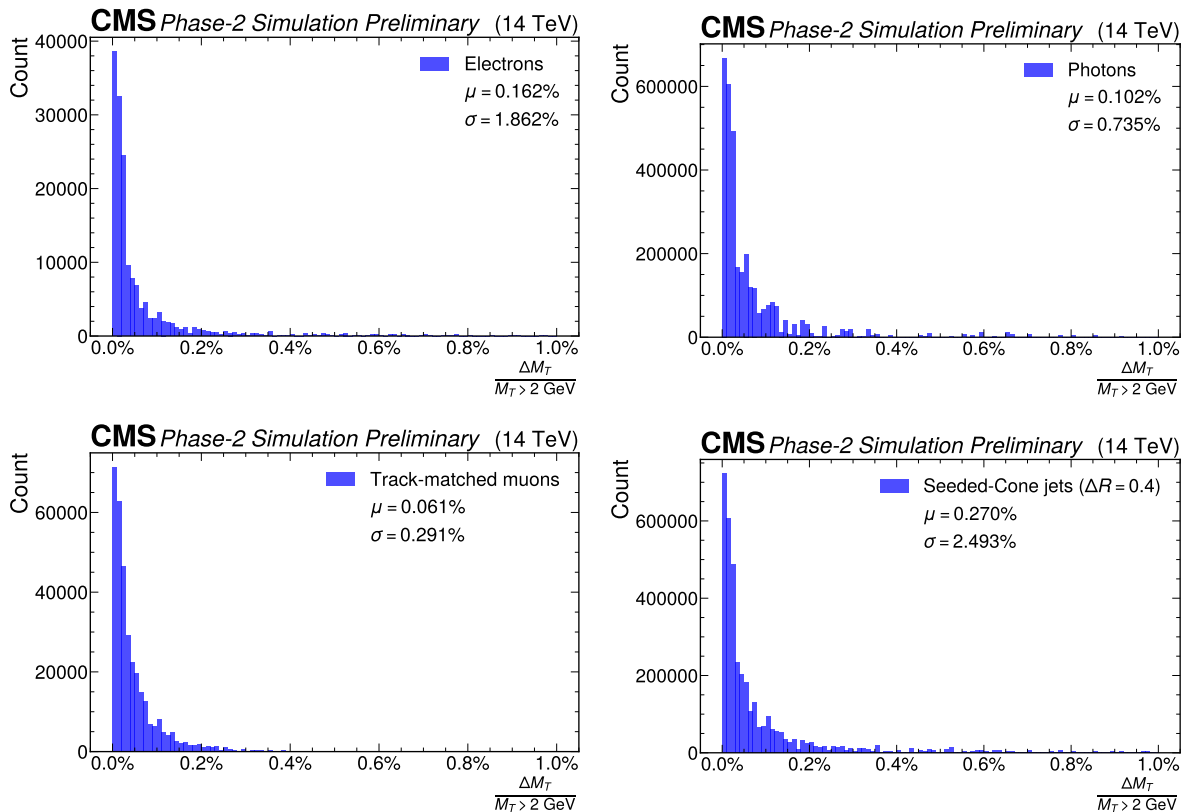 CMS Phase-2 Simulation Preliminary (14 TeV)
Count
40000
30000
20000
10000
0
Electrons
μ = 0.162%
σ = 1.862%
0.0% 0.2% 0.4% 0.6% 0.8% 1.0%
ΔM_T
M_T > 2 GeV
CMS Phase-2 Simulation Preliminary (14 TeV)
Count
600000
400000
200000
0
Photons
μ = 0.102%
σ = 0.735%
0.0% 0.2% 0.4% 0.6% 0.8% 1.0%
ΔM_T
M_T > 2 GeV
CMS Phase-2 Simulation Preliminary (14 TeV)
Count
60000
40000
20000
0
Track-matched muons
μ = 0.061%
σ = 0.291%
0.0% 0.2% 0.4% 0.6% 0.8% 1.0%
ΔM_T
M_T > 2 GeV
CMS Phase-2 Simulation Preliminary (14 TeV)
Count
600000
400000
200000
0
Seeded-Cone jets (ΔR = 0.4)
μ = 0.270%
σ = 2.493%
0.0% 0.2% 0.4% 0.6% 0.8% 1.0%
ΔM_T
M_T > 2 GeV